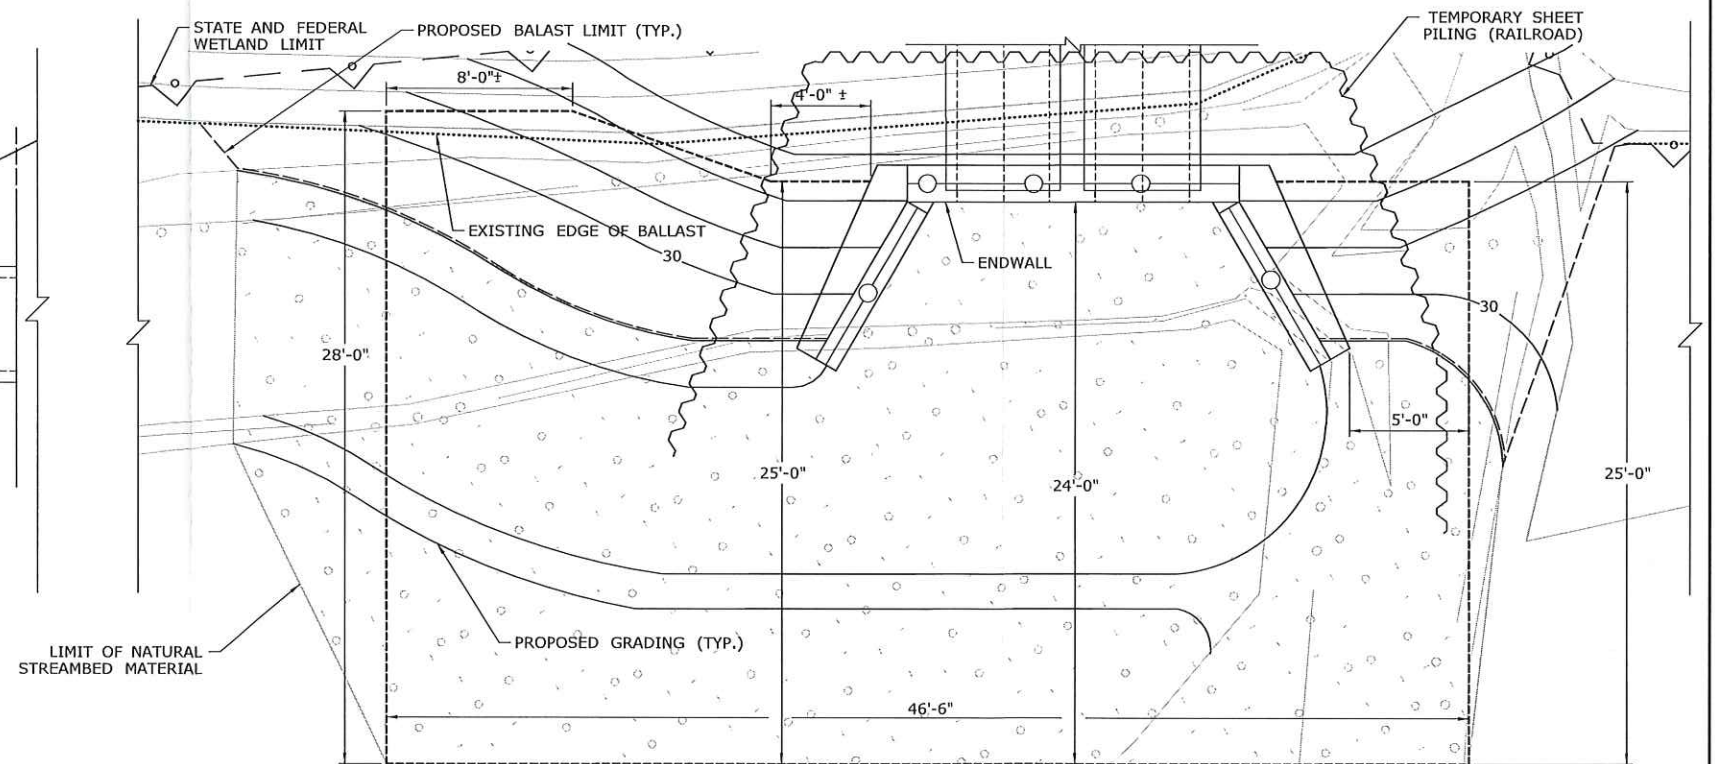 STATE AND FEDERAL
WETLAND LIMIT
PROPOSED BALAST LIMIT (TYP.)
TEMPORARY SHEET
PILING (RAILROAD)
8'-0"±
4'-0" ±
EXISTING EDGE OF BALLAST
30
ENDWALL
30
28'-0"
5'-0"
25'-0"
24'-0"
25'-0"
PROPOSED GRADING (TYP.)
LIMIT OF NATURAL
STREAMBED MATERIAL
46'-6"